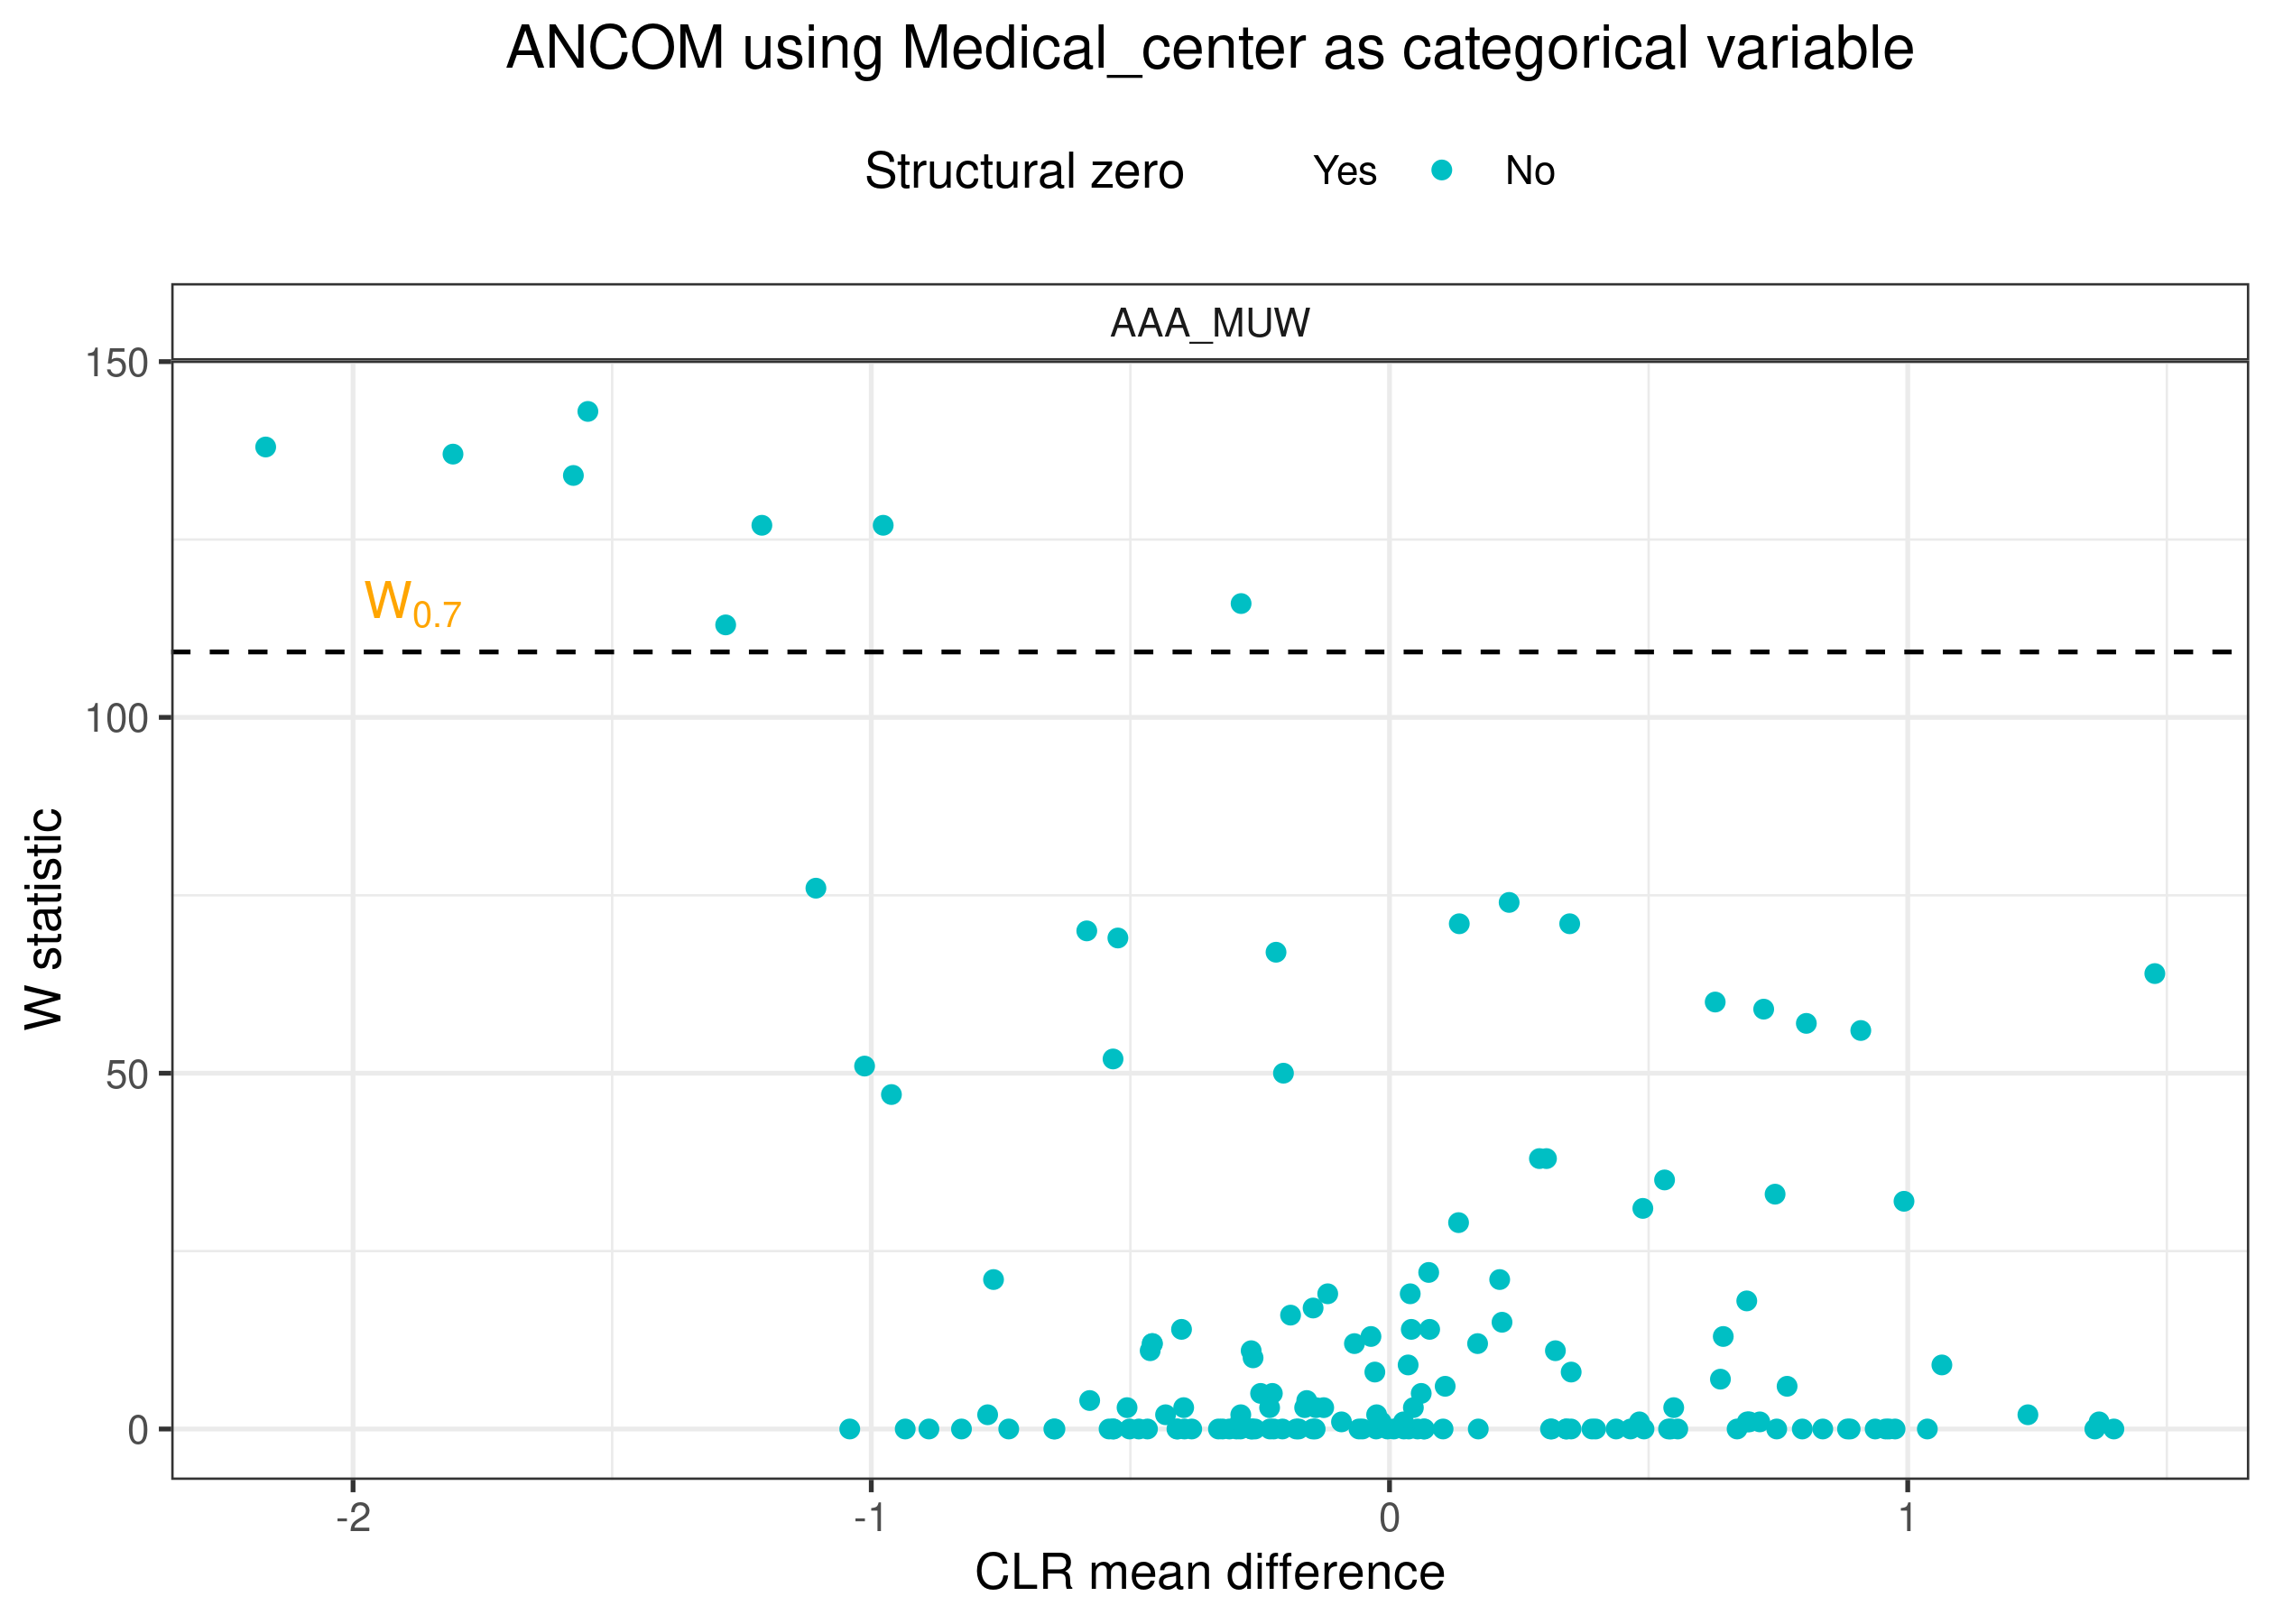 ANCOM using Medical_center as categorical variable
Structural zero Yes No
AAA_MUW
150
W0.7
100
50
0
W statistic
-2 -1 0 1
CLR mean difference